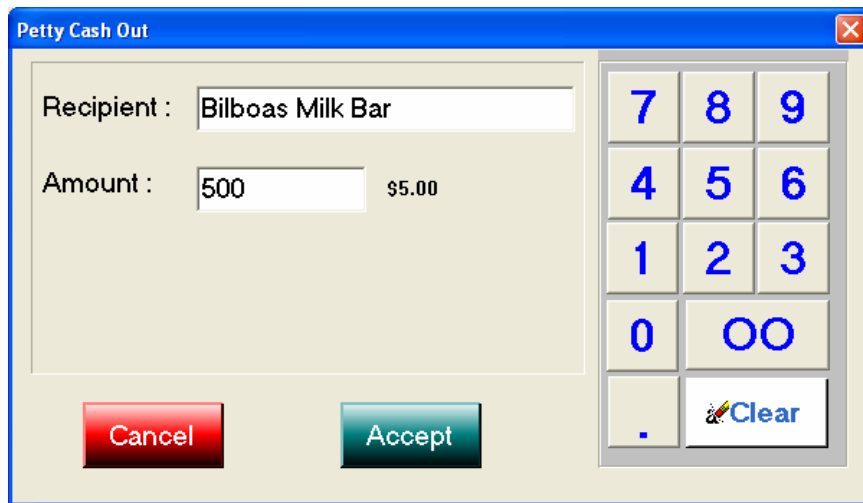 Petty Cash Out
Recipient : Bilboas Milk Bar
Amount : 500 $5.00
7 8 9
4 5 6
1 2 3
0 00
. Clear
Cancel Accept